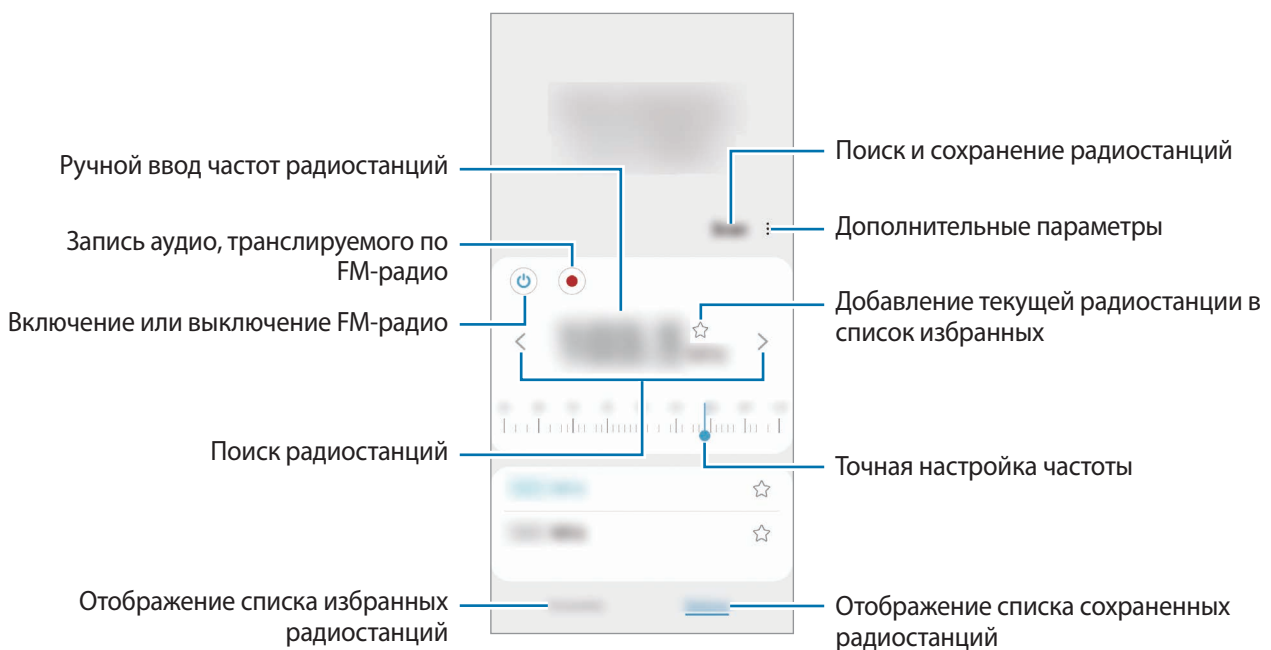 Ручной ввод частот радиостанций
Запись аудио, транслируемого по
FM-радио
Включение или выключение FM-радио
Поиск радиостанций
Отображение списка избранных
радиостанций
Поиск и сохранение радиостанций
Дополнительные параметры
Добавление текущей радиостанции в
список избранных
Точная настройка частоты
Отображение списка сохраненных
радиостанций